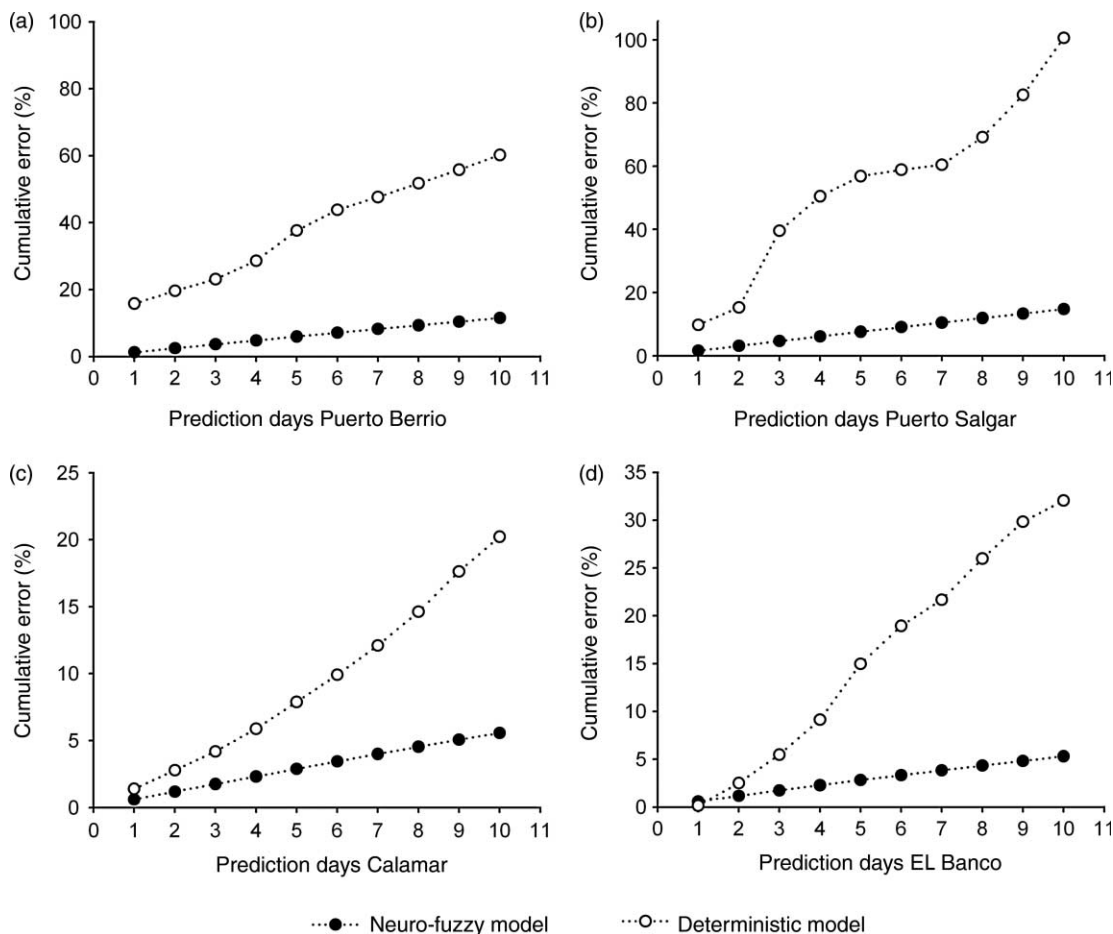 (a)
100
80
60
40
20
0
Cumulative error (%)
0 1 2 3 4 5 6 7 8 9 10 11
Prediction days Puerto Berrio
(b)
100
80
60
40
20
0
Cumulative error (%)
0 1 2 3 4 5 6 7 8 9 10 11
Prediction days Puerto Salgar
(c)
25
20
15
10
5
0
Cumulative error (%)
0 1 2 3 4 5 6 7 8 9 10 11
Prediction days Calamar
(d)
35
30
25
20
15
10
5
0
Cumulative error (%)
0 1 2 3 4 5 6 7 8 9 10 11
Prediction days EL Banco
Neuro-fuzzy model Deterministic model